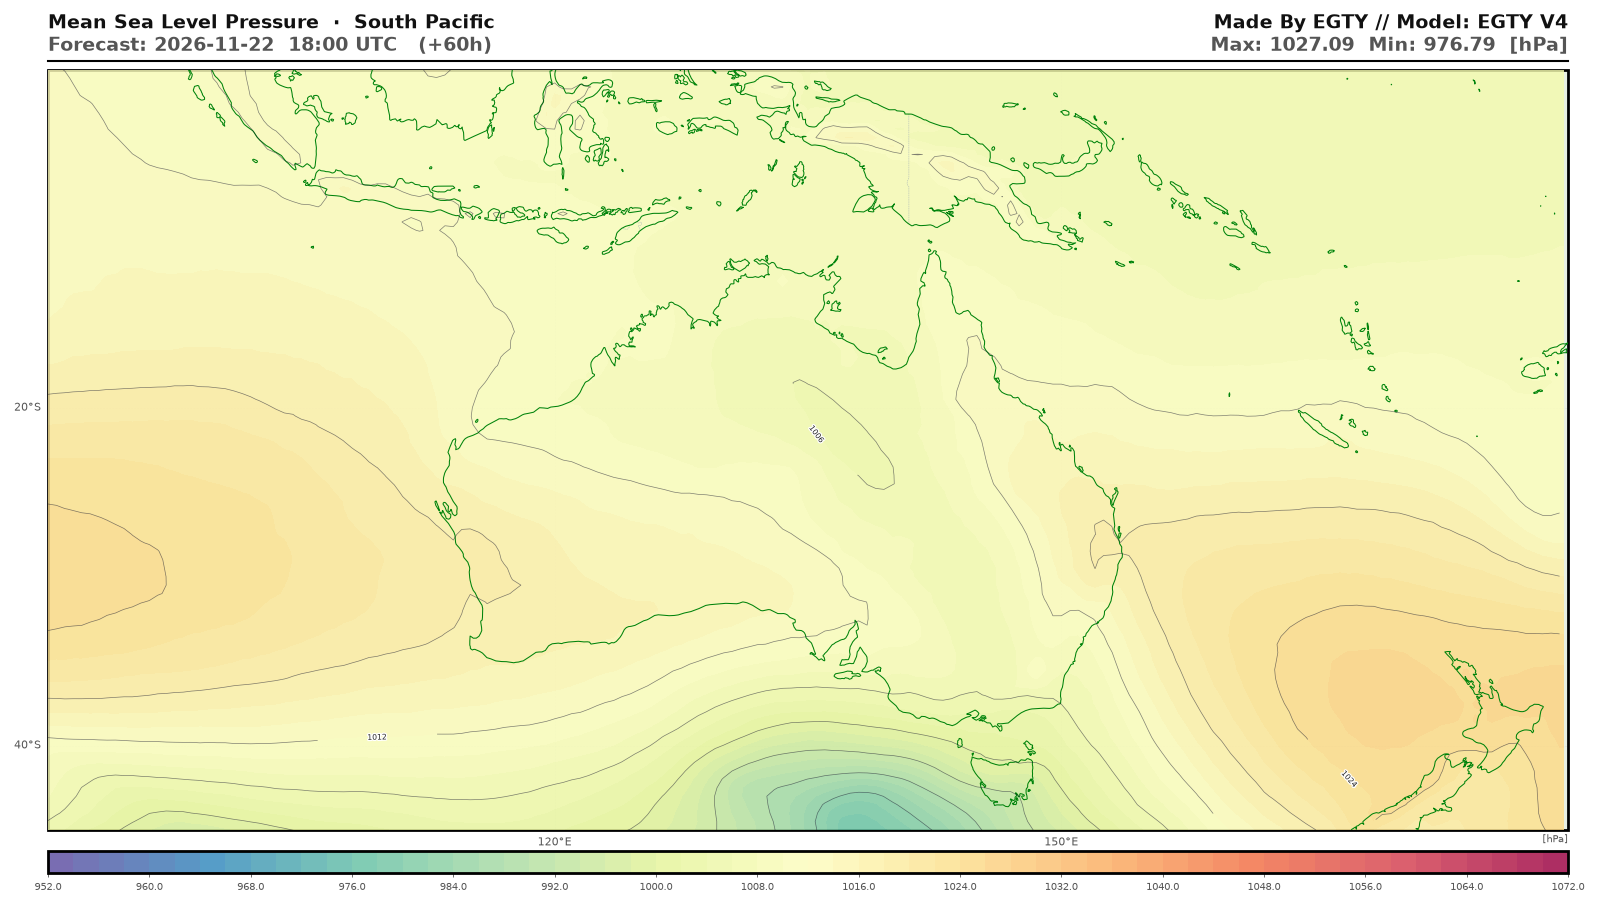 Mean Sea Level Pressure · South Pacific
Made By EGTY // Model: EGTY V4
Forecast: 2026-11-22 18:00 UTC (+60h)
Max: 1027.09 Min: 976.79 [hPa]
20°S
1006
40°S
1012
1024
120°E
150°E
[hPa]
952.0 960.0 968.0 976.0 984.0 992.0 1000.0 1008.0 1016.0 1024.0 1032.0 1040.0 1048.0 1056.0 1064.0 1072.0